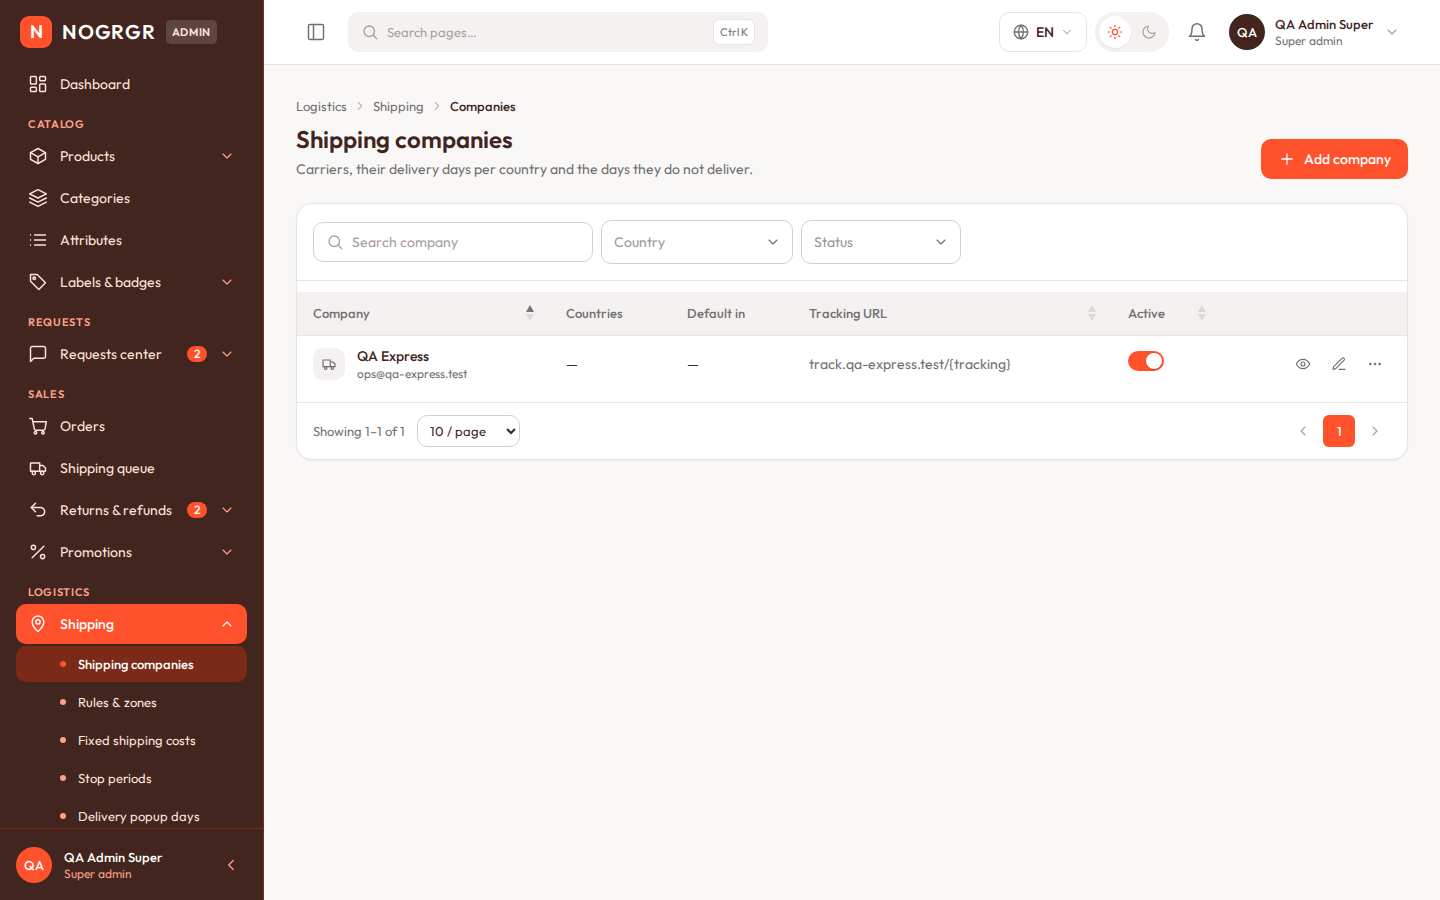 N NOGRGR ADMIN
Search pages... Ctrl K
EN
QA
QA Admin Super
Super admin
Dashboard
CATALOG
Products
Categories
Attributes
Labels & badges
REQUESTS
Requests center 2
SALES
Orders
Shipping queue
Returns & refunds 2
Promotions
LOGISTICS
Shipping
Shipping companies
Rules & zones
Fixed shipping costs
Stop periods
Delivery popup days
QA
QA Admin Super
Super admin
Logistics Shipping Companies
Shipping companies
Carriers, their delivery days per country and the days they do not deliver.
Add company
Search company Country Status
Company Countries Default in Tracking URL Active
QA Express — — track.qa-express.test/{tracking}
ops@qa-express.test
Showing 1–1 of 1 10 / page 1